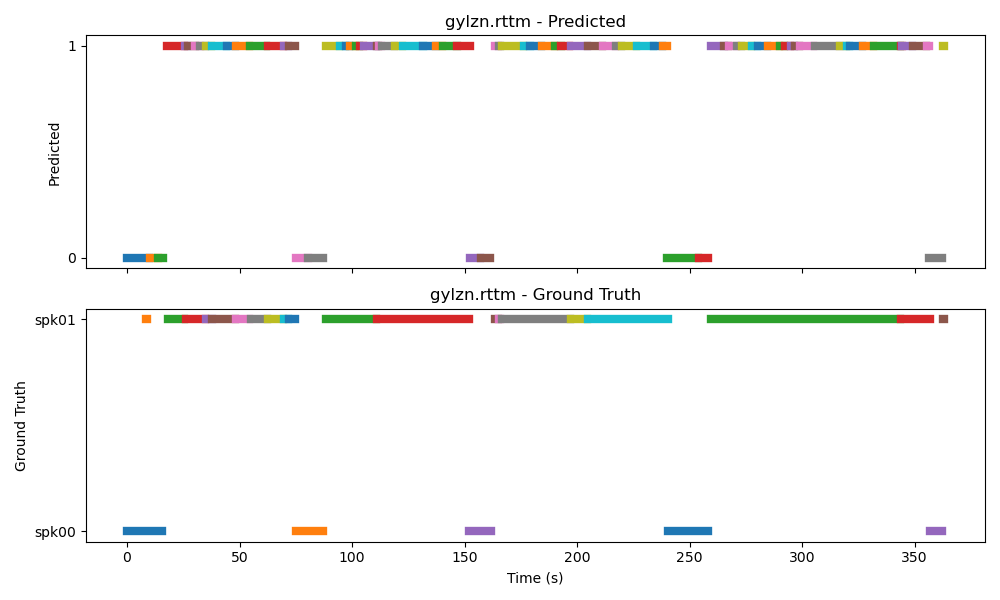 gylzn.rttm - Predicted
1
Predicted
0
gylzn.rttm - Ground Truth
spk01
Ground Truth
spk00
0 50 100 150 200 250 300 350
Time (s)